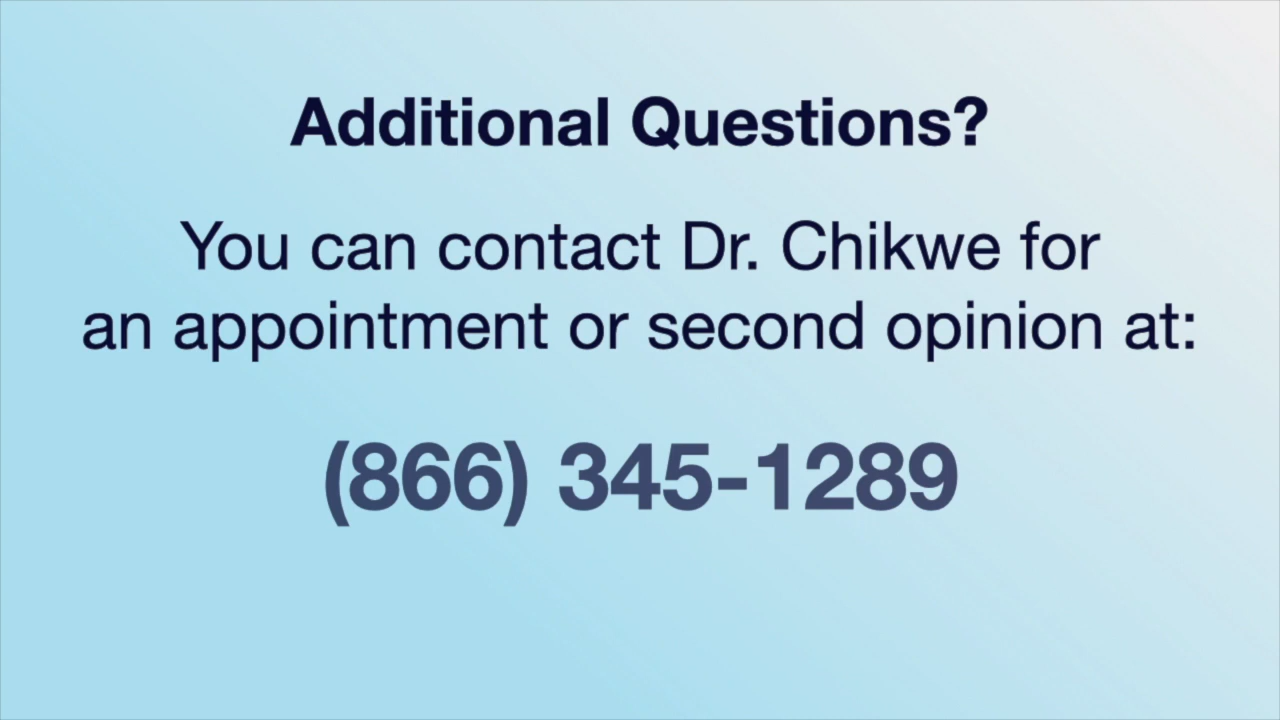 Additional Questions?
You can contact Dr. Chikwe for
an appointment or second opinion at:
(866) 345-1289